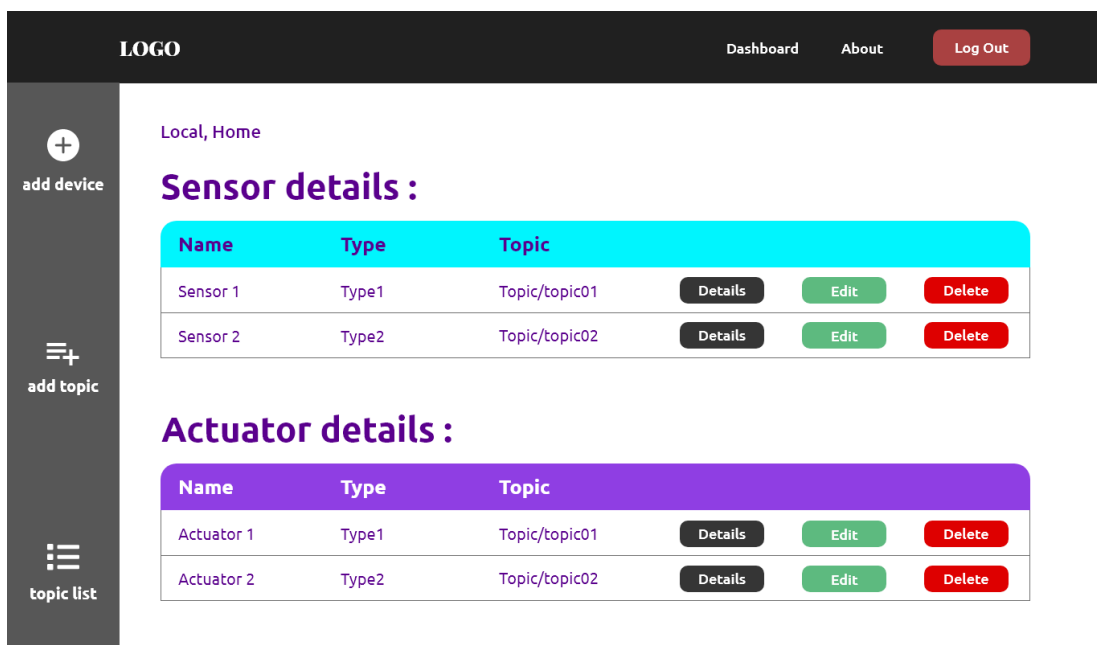 LOGO Dashboard About Log Out
add device
add topic
topic list
Local, Home
Sensor details :
Name Type Topic
Sensor 1 Type1 Topic/topic01 Details Edit Delete
Sensor 2 Type2 Topic/topic02 Details Edit Delete
Actuator details :
Name Type Topic
Actuator 1 Type1 Topic/topic01 Details Edit Delete
Actuator 2 Type2 Topic/topic02 Details Edit Delete